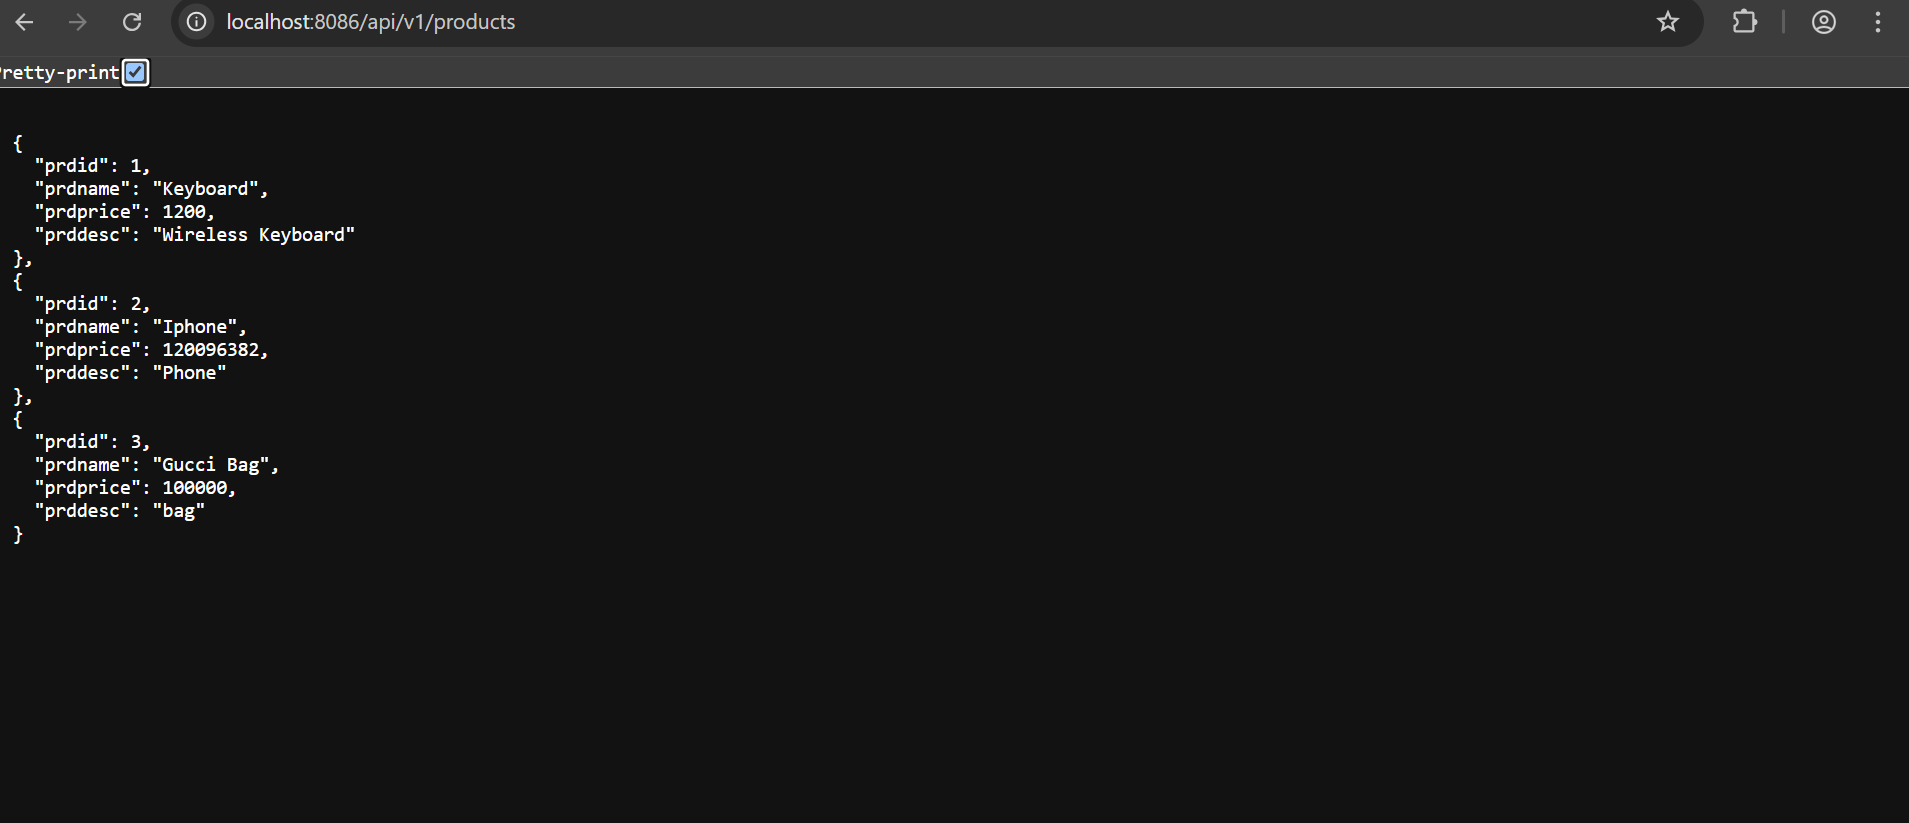 localhost:8086/api/v1/products
retty-print
{
"prdid": 1,
"prdname": "Keyboard",
"prdprice": 1200,
"prddesc": "Wireless Keyboard"
},
{
"prdid": 2,
"prdname": "Iphone",
"prdprice": 120096382,
"prddesc": "Phone"
},
{
"prdid": 3,
"prdname": "Gucci Bag",
"prdprice": 100000,
"prddesc": "bag"
}